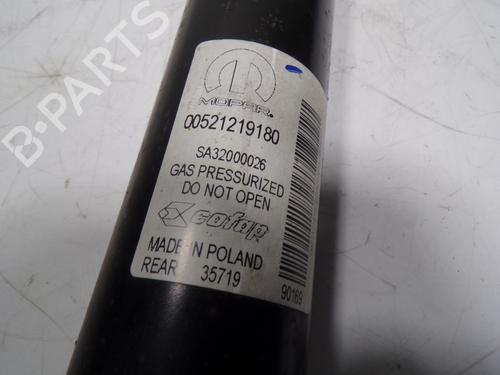 MOPAR.
00521219180
SA32000026
GAS PRESSURIZED
DO NOT OPEN
cofap
MADE IN POLAND
REAR 35719
90169
B-PARTS